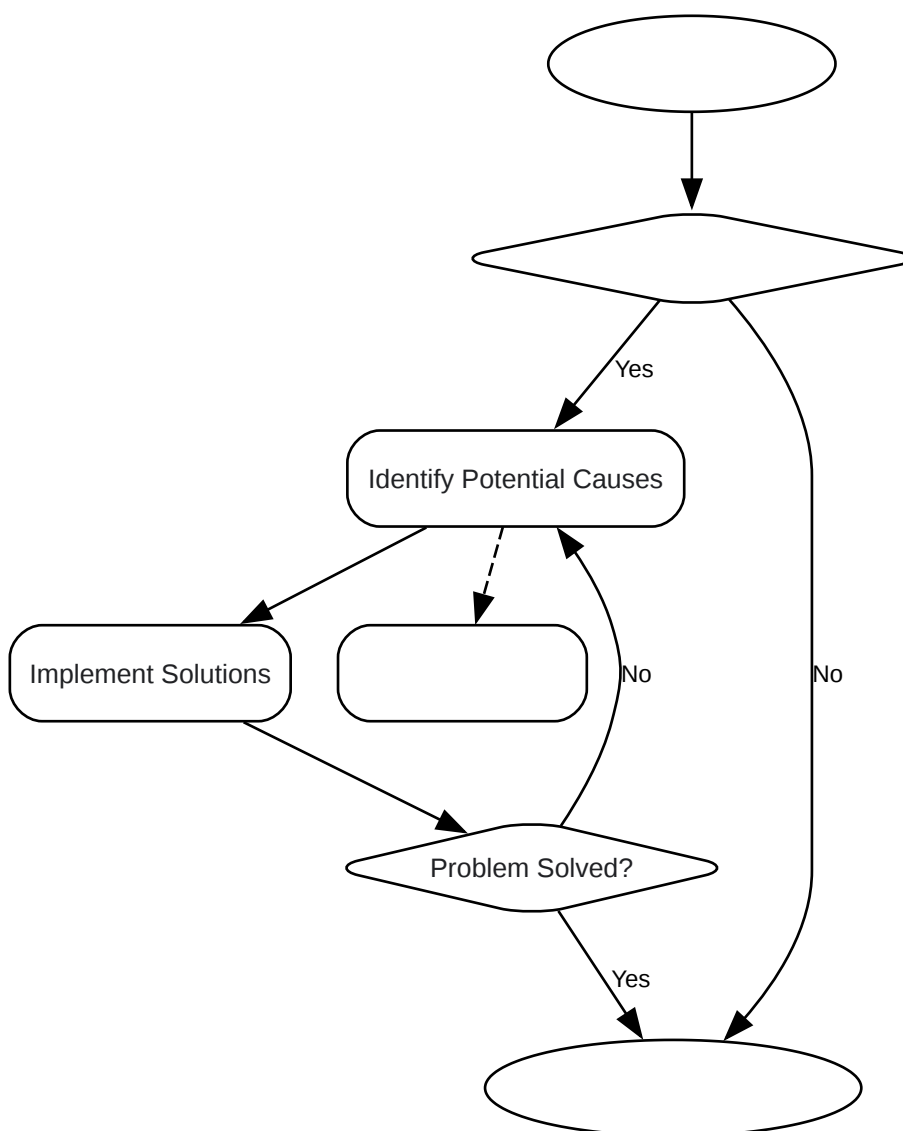 Yes
Identify Potential Causes
Implement Solutions
No
No
Problem Solved?
Yes